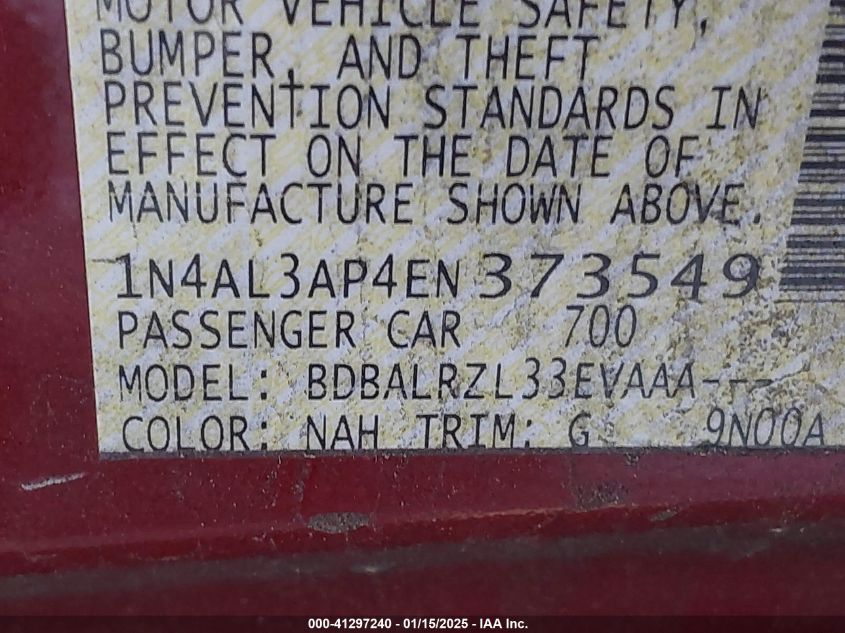 MOTOR VEHICLE SAFETY,
BUMPER, AND THEFT
PREVENTION STANDARDS IN
EFFECT ON THE DATE OF
MANUFACTURE SHOWN ABOVE.
1N4AL3AP4EN373549
PASSENGER CAR 700
MODEL: BDBALRZL33EVAAA---
COLOR: NAH TRIM: G 9N00A
000-41297240 - 01/15/2025 - IAA Inc.